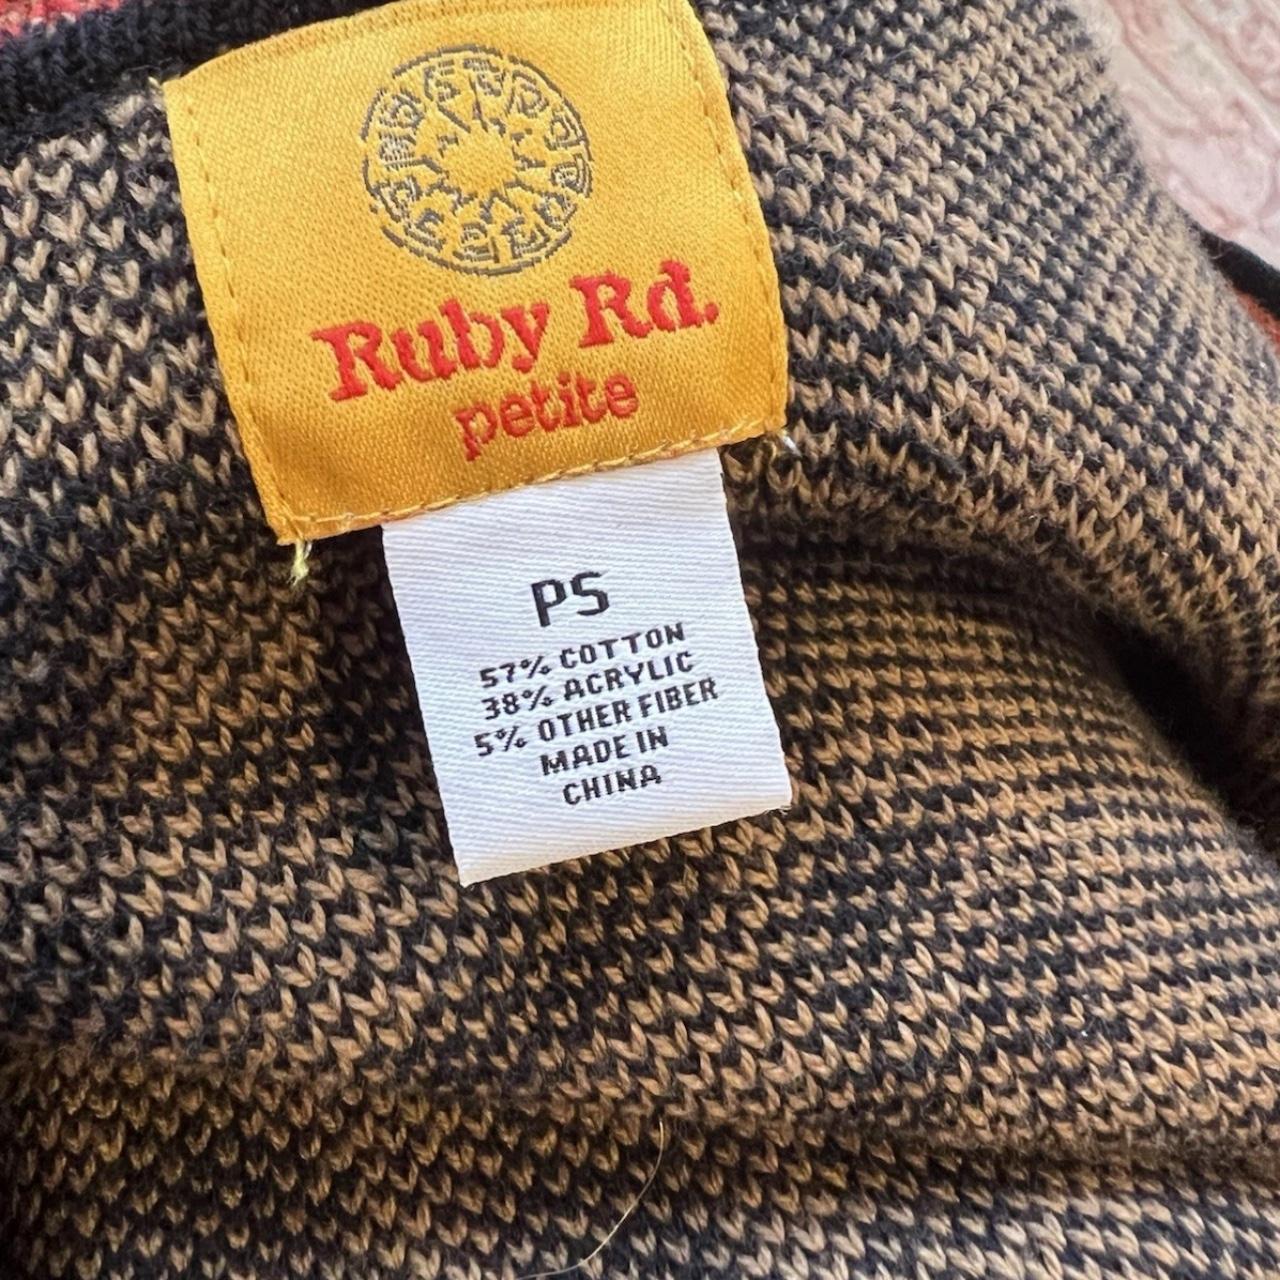 Ruby Rd.
petite
PS
57% COTTON
38% ACRYLIC
5% OTHER FIBER
MADE IN
CHINA